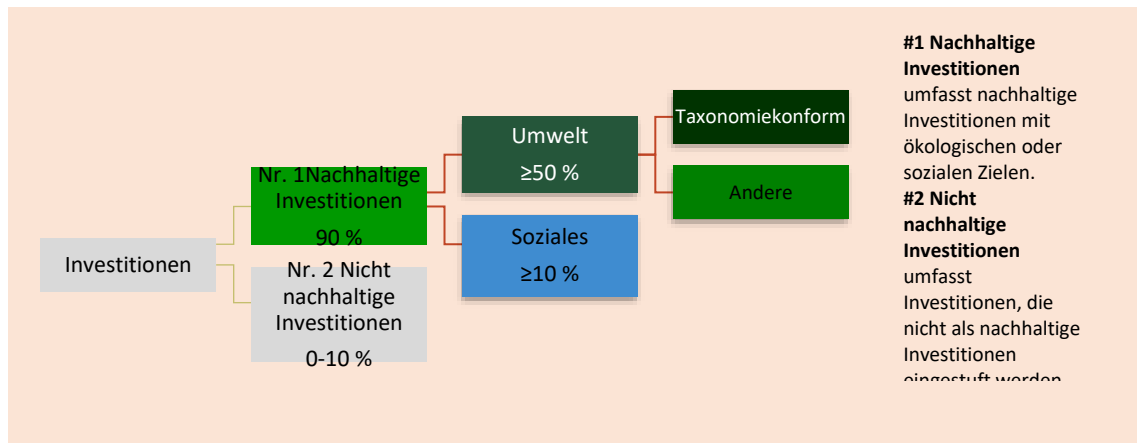 Investitionen
Nr. 1Nachhaltige
Investitionen
90 %
Nr. 2 Nicht
nachhaltige
Investitionen
0-10 %
Umwelt
≥50 %
Soziales
≥10 %
Taxonomiekonform
Andere
#1 Nachhaltige
Investitionen
umfasst nachhaltige
Investitionen mit
ökologischen oder
sozialen Zielen.
#2 Nicht
nachhaltige
Investitionen
umfasst
Investitionen, die
nicht als nachhaltige
Investitionen
eingestuft werden